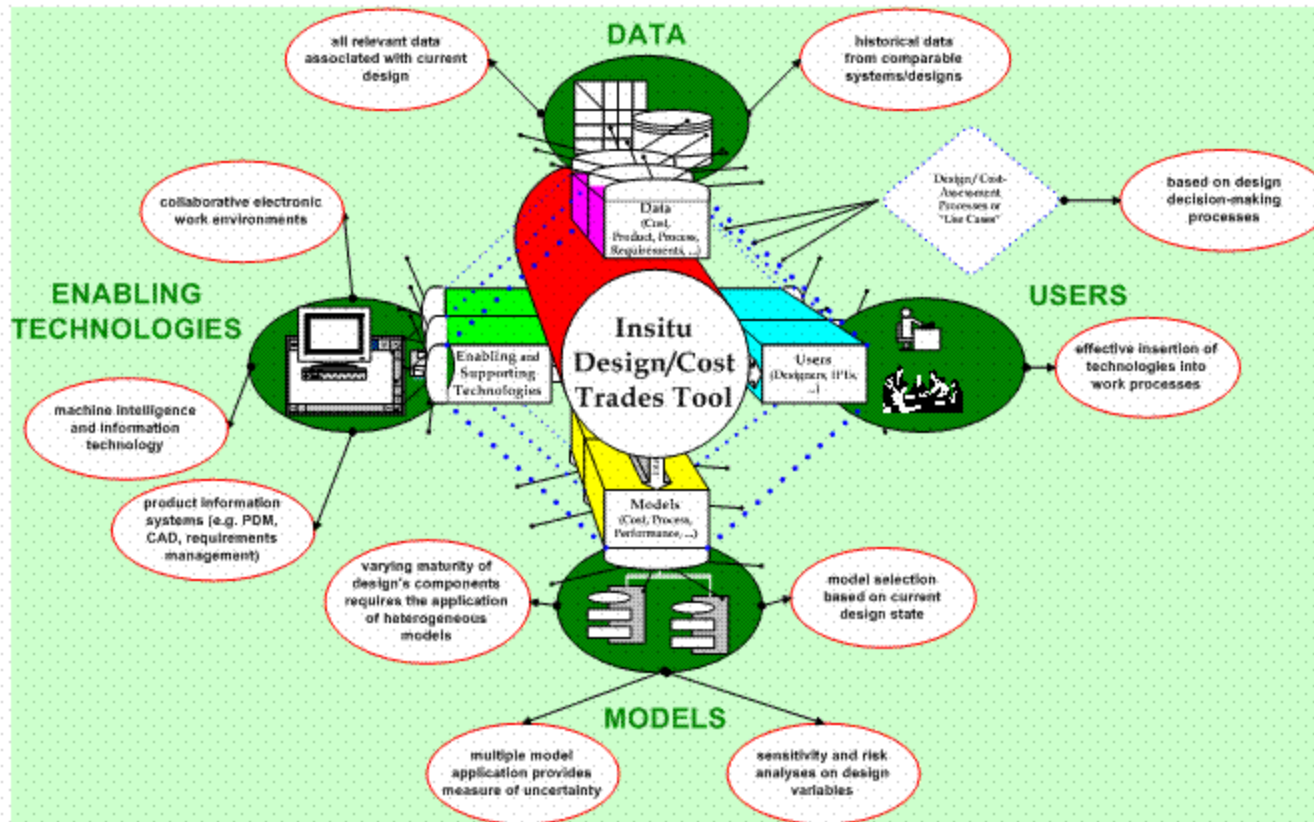 DATA
all relevant data
associated with current
design
historical data
from comparable
systems/designs
collaborative electronic
work environments
Design/Cost-
Assessment
Processes or
"Use Cases"
based on design
decision-making
processes
Data
(Cost,
Product, Process,
Requirements, ...)
ENABLING
TECHNOLOGIES
USERS
Enabling and
Supporting
Technologies
Insitu
Design/Cost
Trades Tool
Users
(Designers, IPTs,
...)
effective insertion of
technologies into
work processes
machine intelligence
and information
technology
product information
systems (e.g. PDM,
CAD, requirements
management)
Models
(Cost, Process,
Performance, ...)
varying maturity of
design's components
requires the application
of heterogeneous
models
model selection
based on current
design state
MODELS
multiple model
application provides
measure of uncertainty
sensitivity and risk
analyses on design
variables